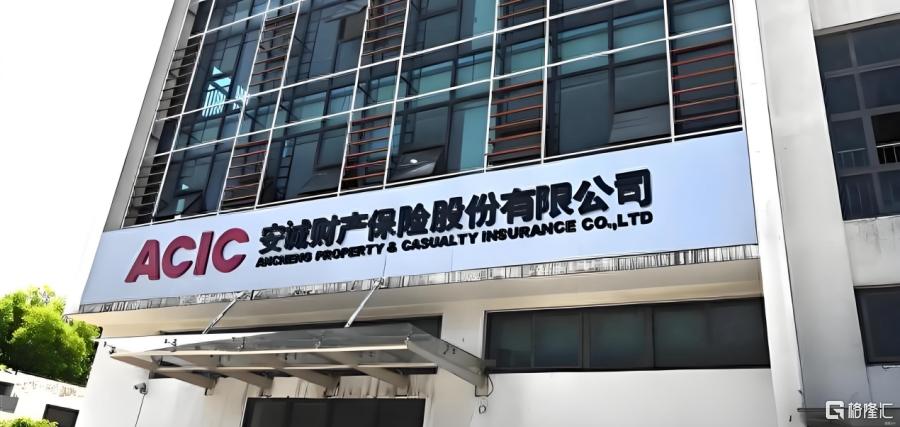 ACIC
安诚财产保险股份有限公司
ANCHENG PROPERTY & CASUALTY INSURANCE CO.,LTD
格隆汇